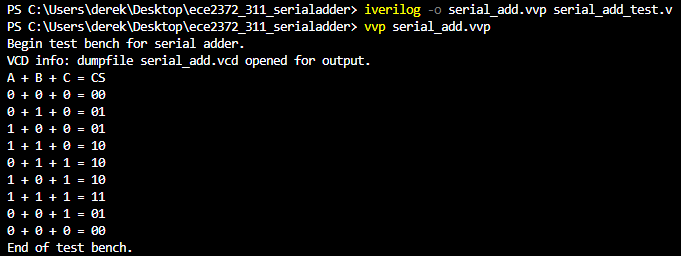 PS C:\Users\derek\Desktop\ece2372_311_serialadder> iverilog -o serial_add.vvp serial_add_test.v
PS C:\Users\derek\Desktop\ece2372_311_serialadder> vvp serial_add.vvp
Begin test bench for serial adder.
VCD info: dumpfile serial_add.vcd opened for output.
A + B + C = CS
0 + 0 + 0 = 00
0 + 1 + 0 = 01
1 + 0 + 0 = 01
1 + 1 + 0 = 10
0 + 1 + 1 = 10
1 + 0 + 1 = 10
1 + 1 + 1 = 11
0 + 0 + 1 = 01
0 + 0 + 0 = 00
End of test bench.